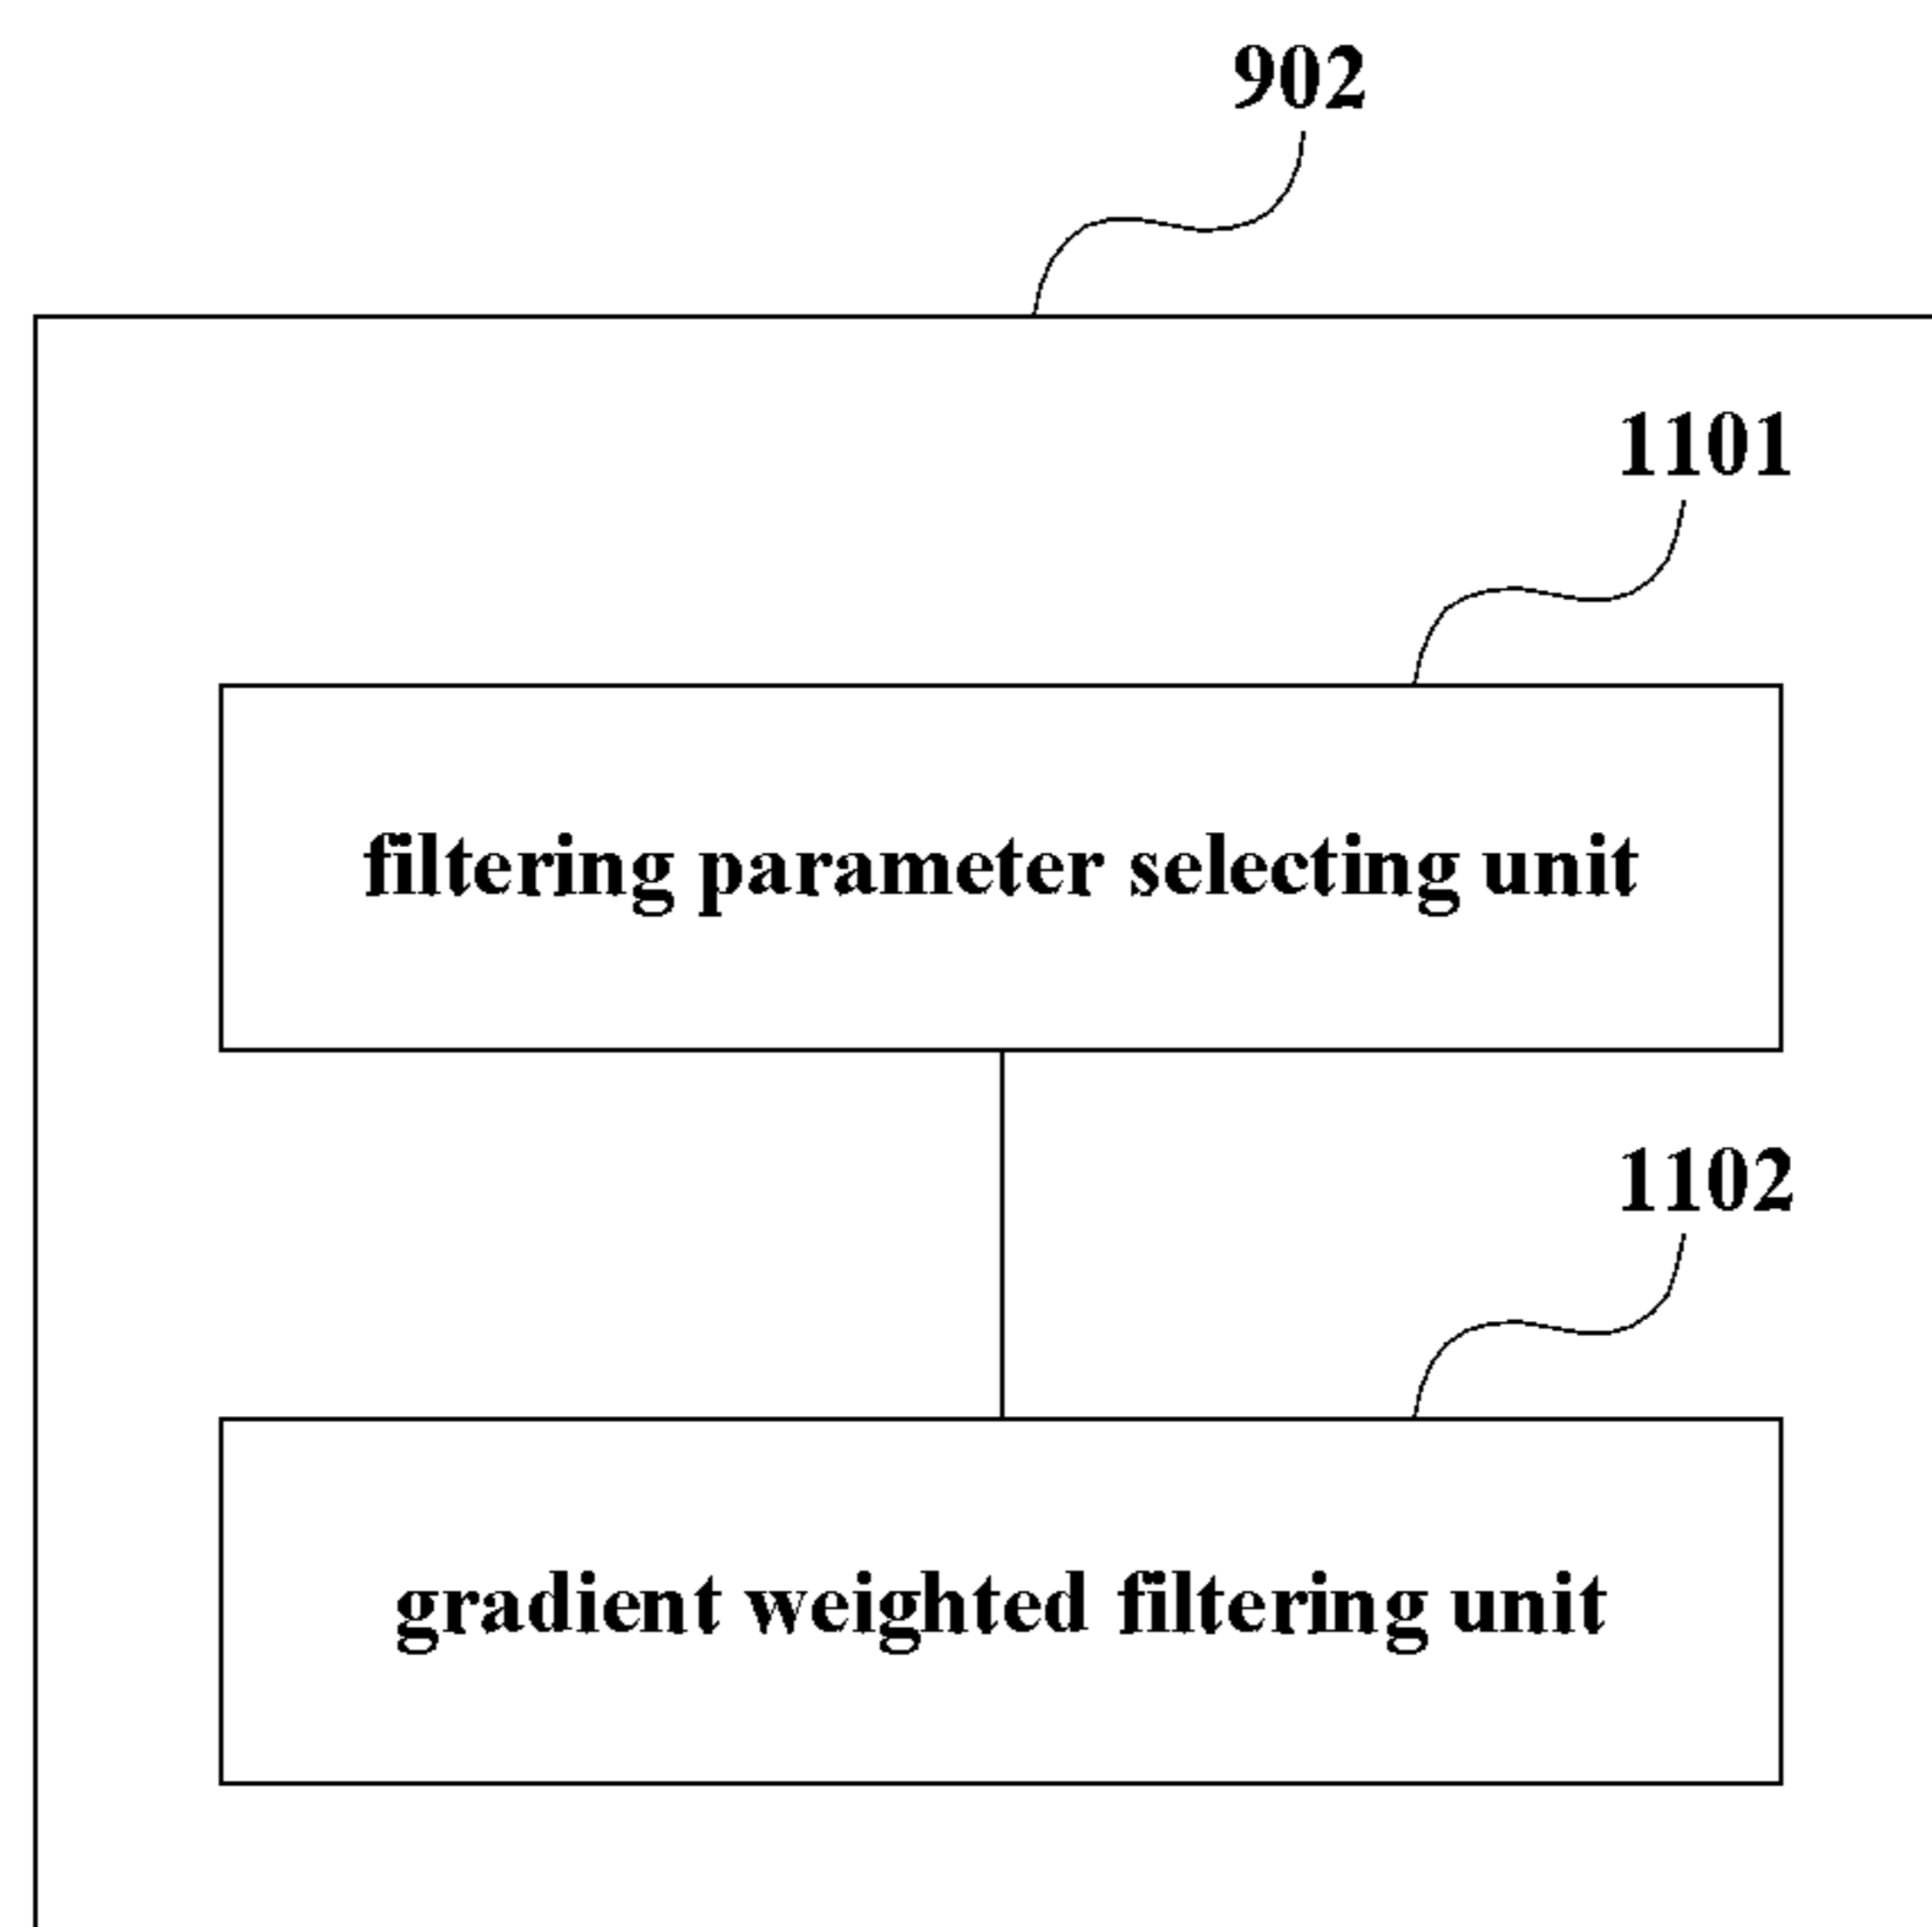 902
1101
filtering parameter selecting unit
1102
gradient weighted filtering unit